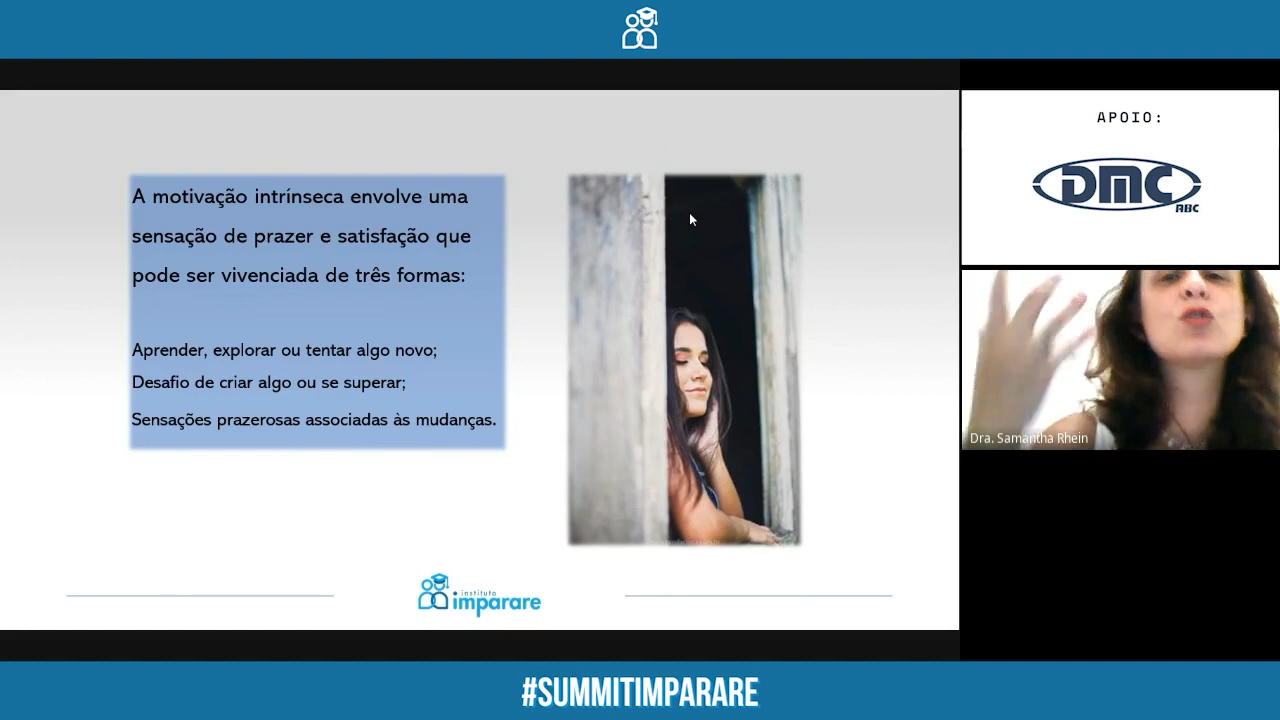 A motivação intrínseca envolve uma
sensação de prazer e satisfação que
pode ser vivenciada de três formas:
Aprender, explorar ou tentar algo novo;
Desafio de criar algo ou se superar;
Sensações prazerosas associadas às mudanças.
instituto
imparare
APOIO:
DMC
ABC
Dra. Samantha Rhein
#SUMMITIMPARARE